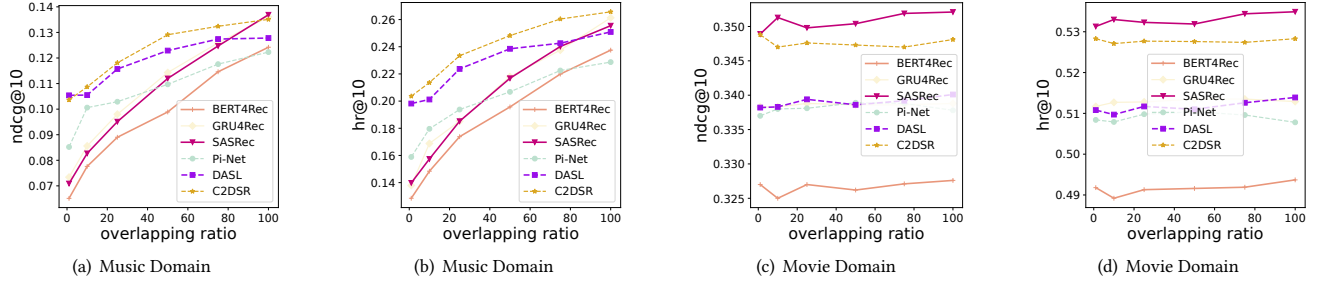 0.14
0.13
0.12
0.11
0.10
0.09
0.08
0.07
ndcg@10
BERT4Rec
GRU4Rec
SASRec
Pi-Net
DASL
C2DSR
0 20 40 60 80 100
overlapping ratio
(a) Music Domain
0.26
0.24
0.22
0.20
0.18
0.16
0.14
hr@10
BERT4Rec
GRU4Rec
SASRec
Pi-Net
DASL
C2DSR
0 20 40 60 80 100
overlapping ratio
(b) Music Domain
0.350
0.345
0.340
0.335
0.330
0.325
ndcg@10
BERT4Rec
GRU4Rec
SASRec
Pi-Net
DASL
C2DSR
0 20 40 60 80 100
overlapping ratio
(c) Movie Domain
0.53
0.52
0.51
0.50
0.49
hr@10
BERT4Rec
GRU4Rec
SASRec
Pi-Net
DASL
C2DSR
0 20 40 60 80 100
overlapping ratio
(d) Movie Domain